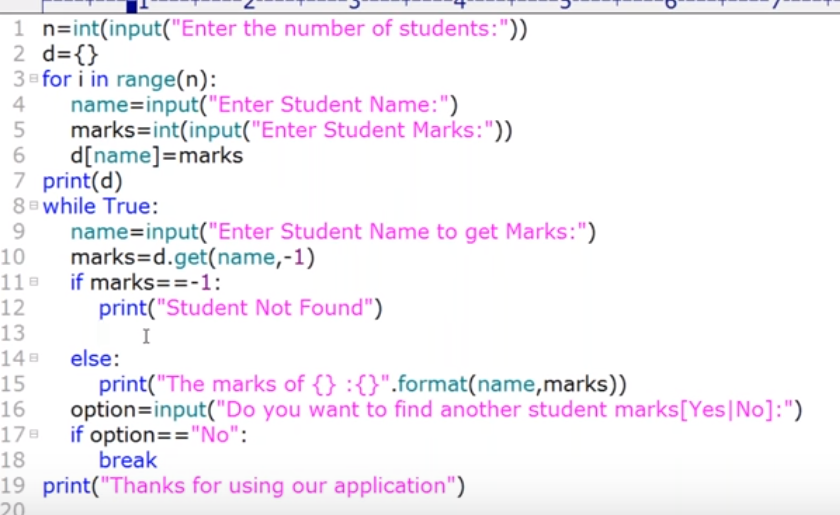 1 n=int(input("Enter the number of students:"))
2 d={}
3 for i in range(n):
4     name=input("Enter Student Name:")
5     marks=int(input("Enter Student Marks:"))
6     d[name]=marks
7 print(d)
8 while True:
9     name=input("Enter Student Name to get Marks:")
10     marks=d.get(name,-1)
11     if marks==-1:
12         print("Student Not Found")
13
14     else:
15         print("The marks of {} :{}".format(name,marks))
16     option=input("Do you want to find another student marks[Yes|No]:")
17     if option=="No":
18         break
19 print("Thanks for using our application")
20